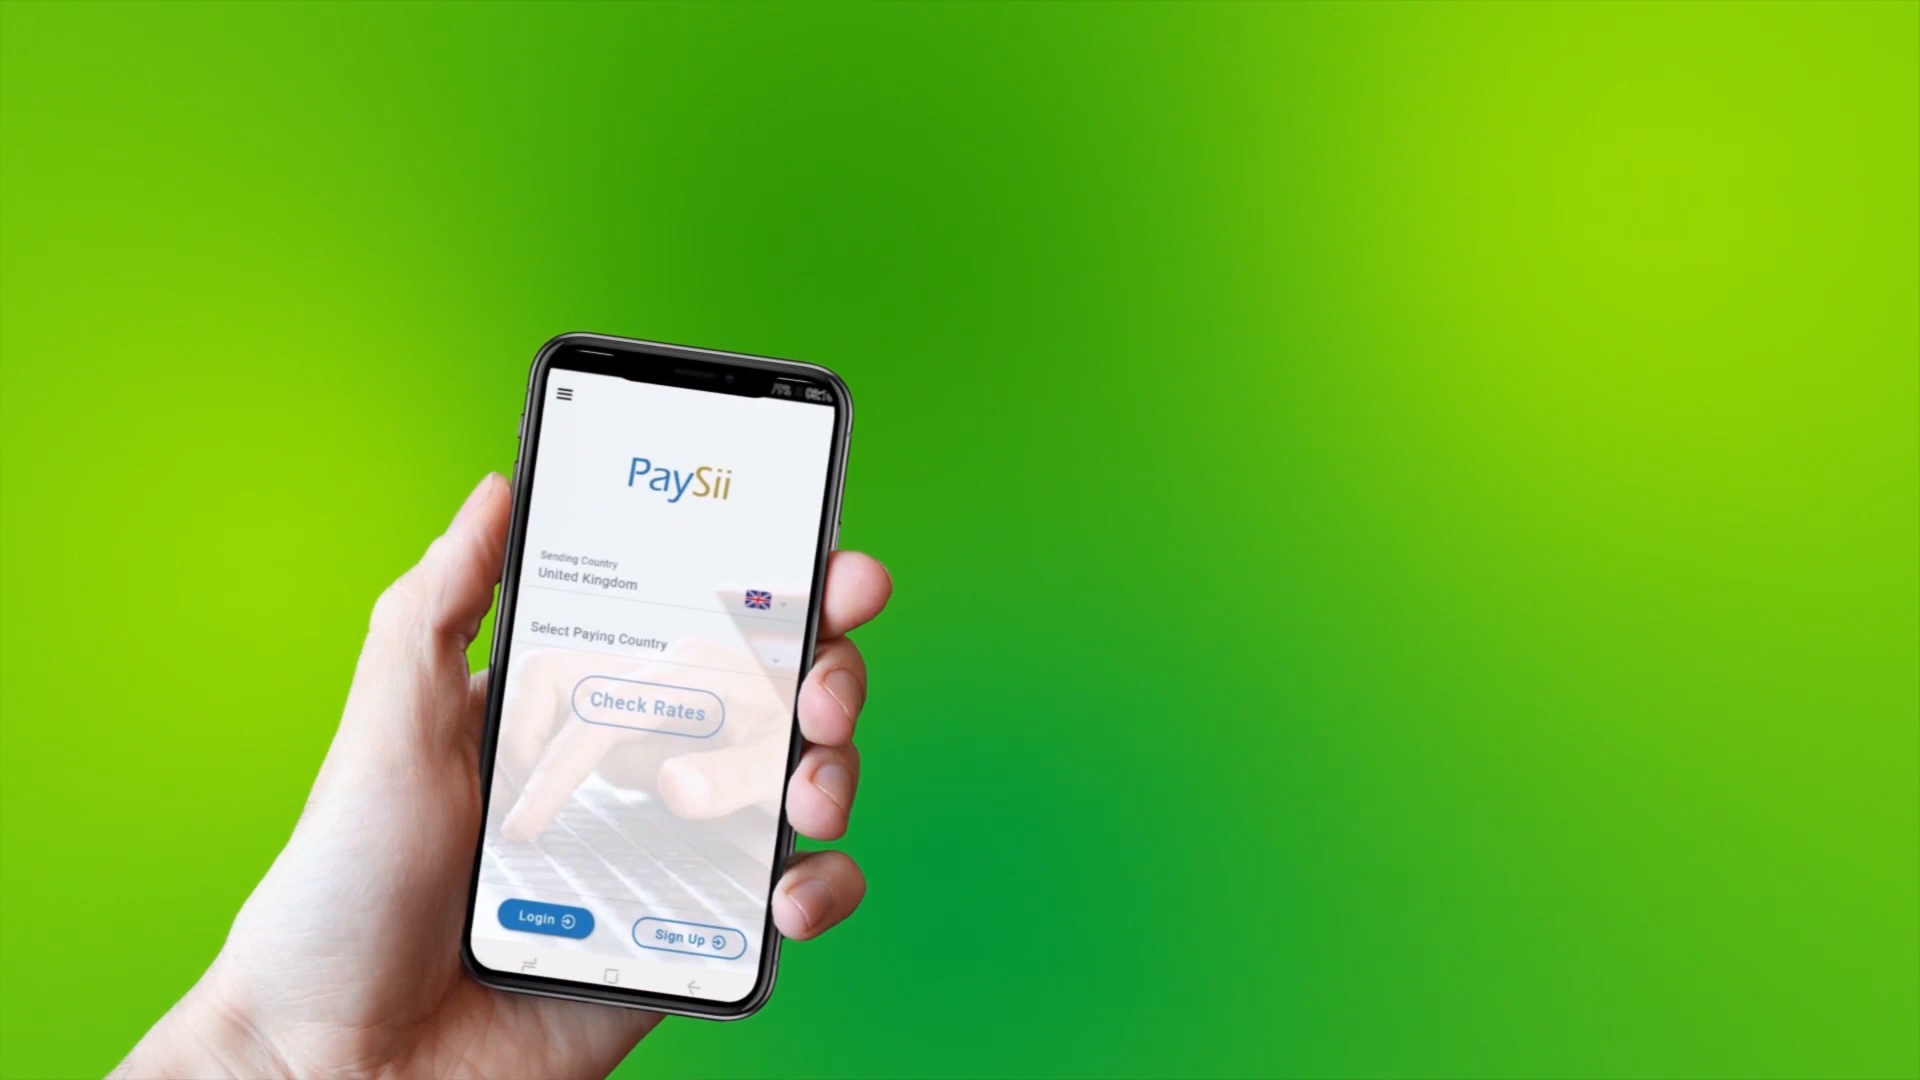 PaySii
Sending Country
United Kingdom
Select Paying Country
Check Rates
Login
Sign Up